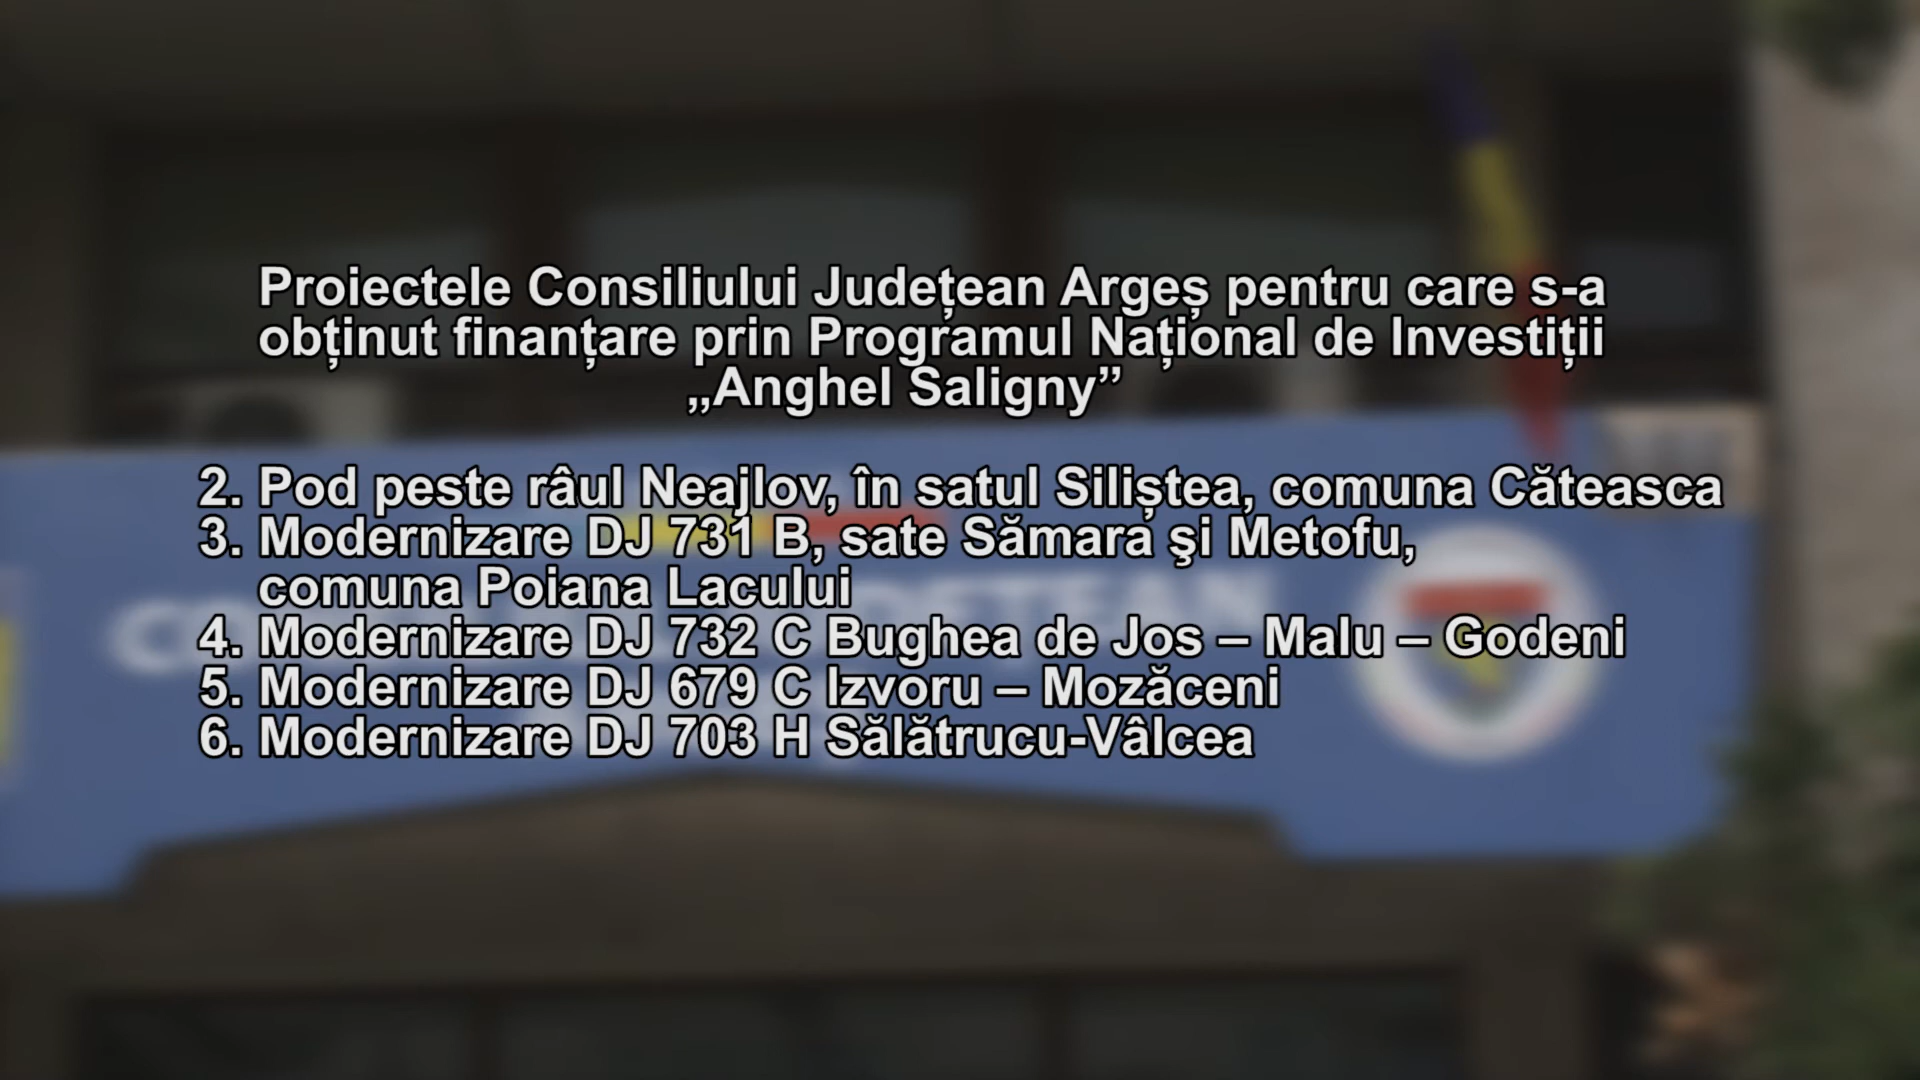 Proiectele Consiliului Județean Argeș pentru care s-a
obținut finanțare prin Programul Național de Investiții
„Anghel Saligny”
2. Pod peste râul Neajlov, în satul Siliștea, comuna Căteasca
3. Modernizare DJ 731 B, sate Sămara şi Metofu,
comuna Poiana Lacului
4. Modernizare DJ 732 C Bughea de Jos – Malu – Godeni
5. Modernizare DJ 679 C Izvoru – Mozăceni
6. Modernizare DJ 703 H Sălătrucu-Vâlcea